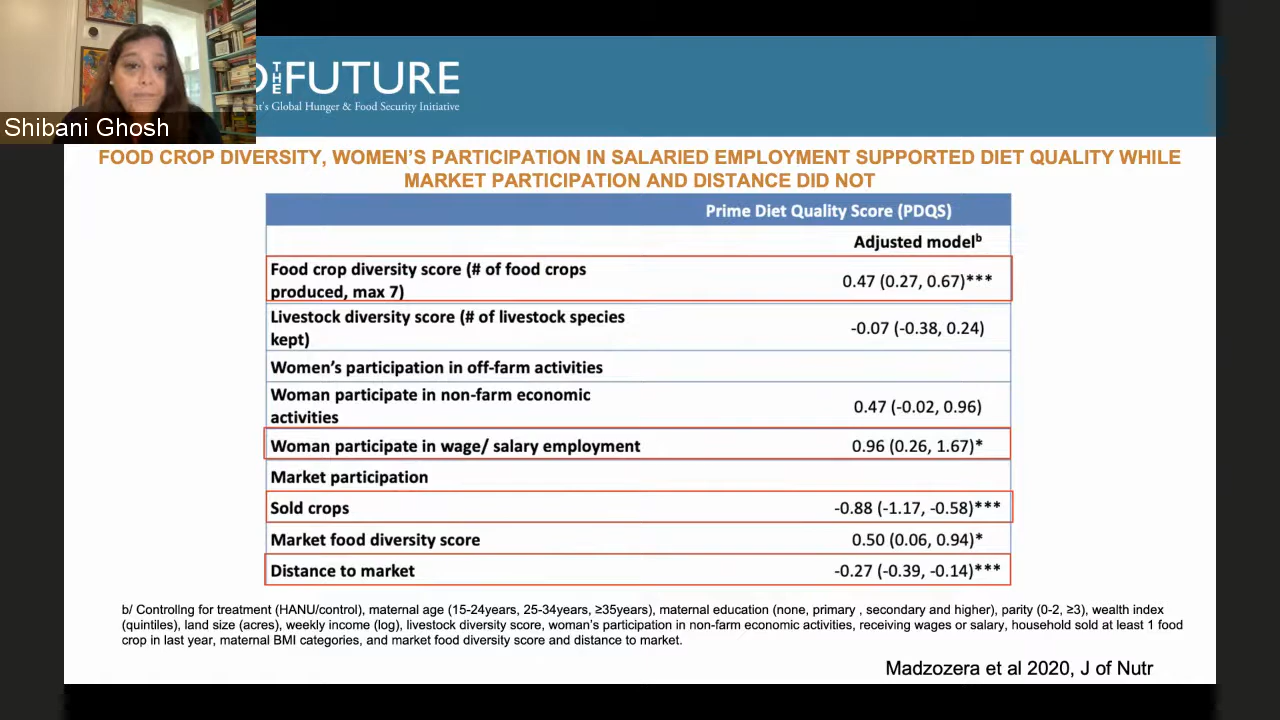 D THE FUTURE
nt's Global Hunger & Food Security Initiative
Shibani Ghosh
FOOD CROP DIVERSITY, WOMEN'S PARTICIPATION IN SALARIED EMPLOYMENT SUPPORTED DIET QUALITY WHILE
MARKET PARTICIPATION AND DISTANCE DID NOT
Prime Diet Quality Score (PDQS)
Adjusted modelᵇ
Food crop diversity score (# of food crops
produced, max 7)
0.47 (0.27, 0.67)***
Livestock diversity score (# of livestock species
kept)
-0.07 (-0.38, 0.24)
Women's participation in off-farm activities
Woman participate in non-farm economic
activities
0.47 (-0.02, 0.96)
Woman participate in wage/ salary employment 0.96 (0.26, 1.67)*
Market participation
Sold crops -0.88 (-1.17, -0.58)***
Market food diversity score 0.50 (0.06, 0.94)*
Distance to market -0.27 (-0.39, -0.14)***
b/ Controllng for treatment (HANU/control), maternal age (15-24years, 25-34years, ≥35years), maternal education (none, primary , secondary and higher), parity (0-2, ≥3), wealth index
(quintiles), land size (acres), weekly income (log), livestock diversity score, woman's participation in non-farm economic activities, receiving wages or salary, household sold at least 1 food
crop in last year, maternal BMI categories, and market food diversity score and distance to market.
Madzozera et al 2020, J of Nutr